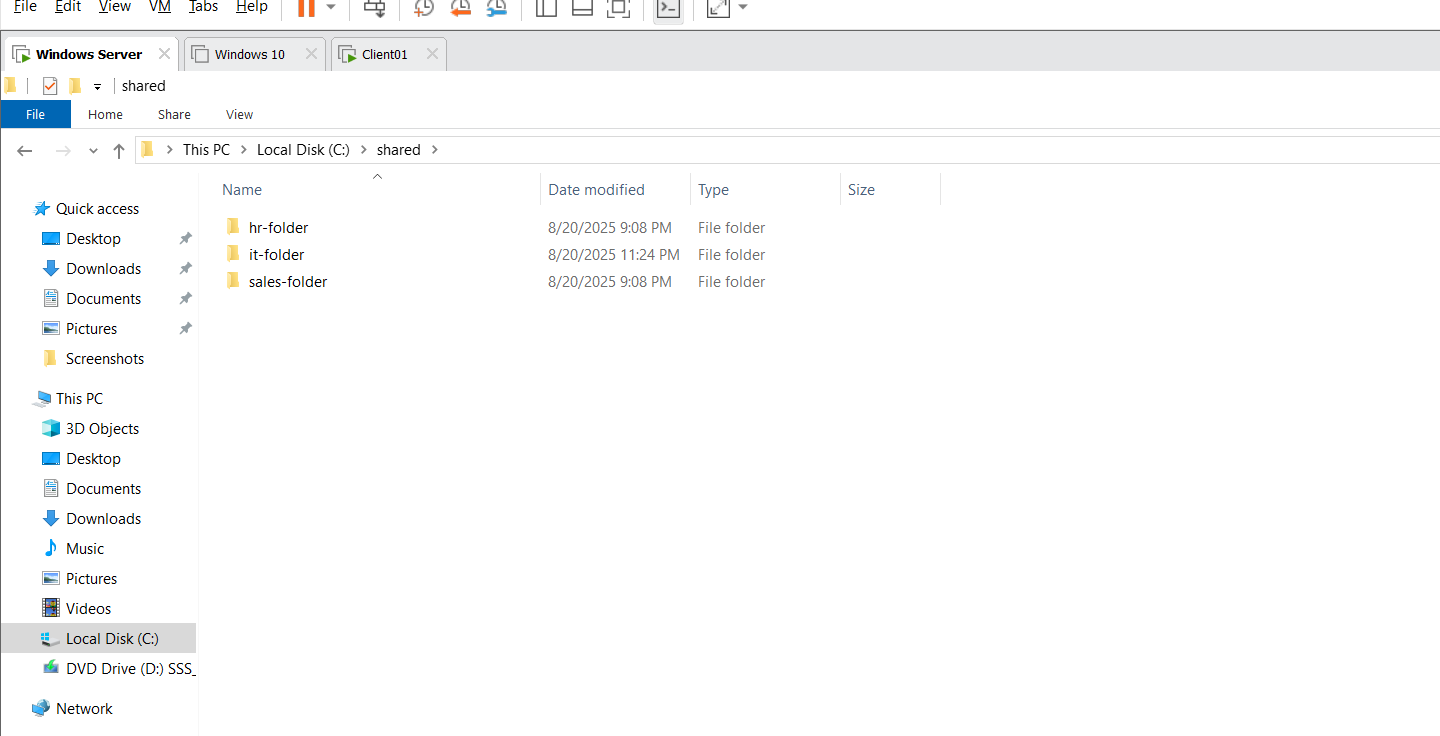 File Edit View VM Tabs Help
Windows Server Windows 10 Client01
shared
File Home Share View
This PC Local Disk (C:) shared
Name Date modified Type Size
hr-folder 8/20/2025 9:08 PM File folder
it-folder 8/20/2025 11:24 PM File folder
sales-folder 8/20/2025 9:08 PM File folder
Quick access
Desktop
Downloads
Documents
Pictures
Screenshots
This PC
3D Objects
Desktop
Documents
Downloads
Music
Pictures
Videos
Local Disk (C:)
DVD Drive (D:) SSS_
Network